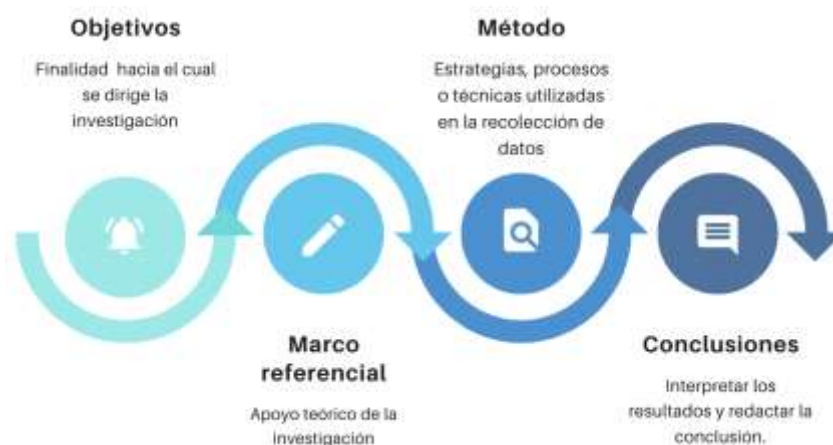 Objetivos
Finalidad hacia el cual
se dirige la
investigación
Marco
referencial
Apoyo teórico de la
investigación
Método
Estrategias, procesos
o técnicas utilizadas
en la recolección de
datos
Conclusiones
Interpretar los
resultados y redactar la
conclusión.